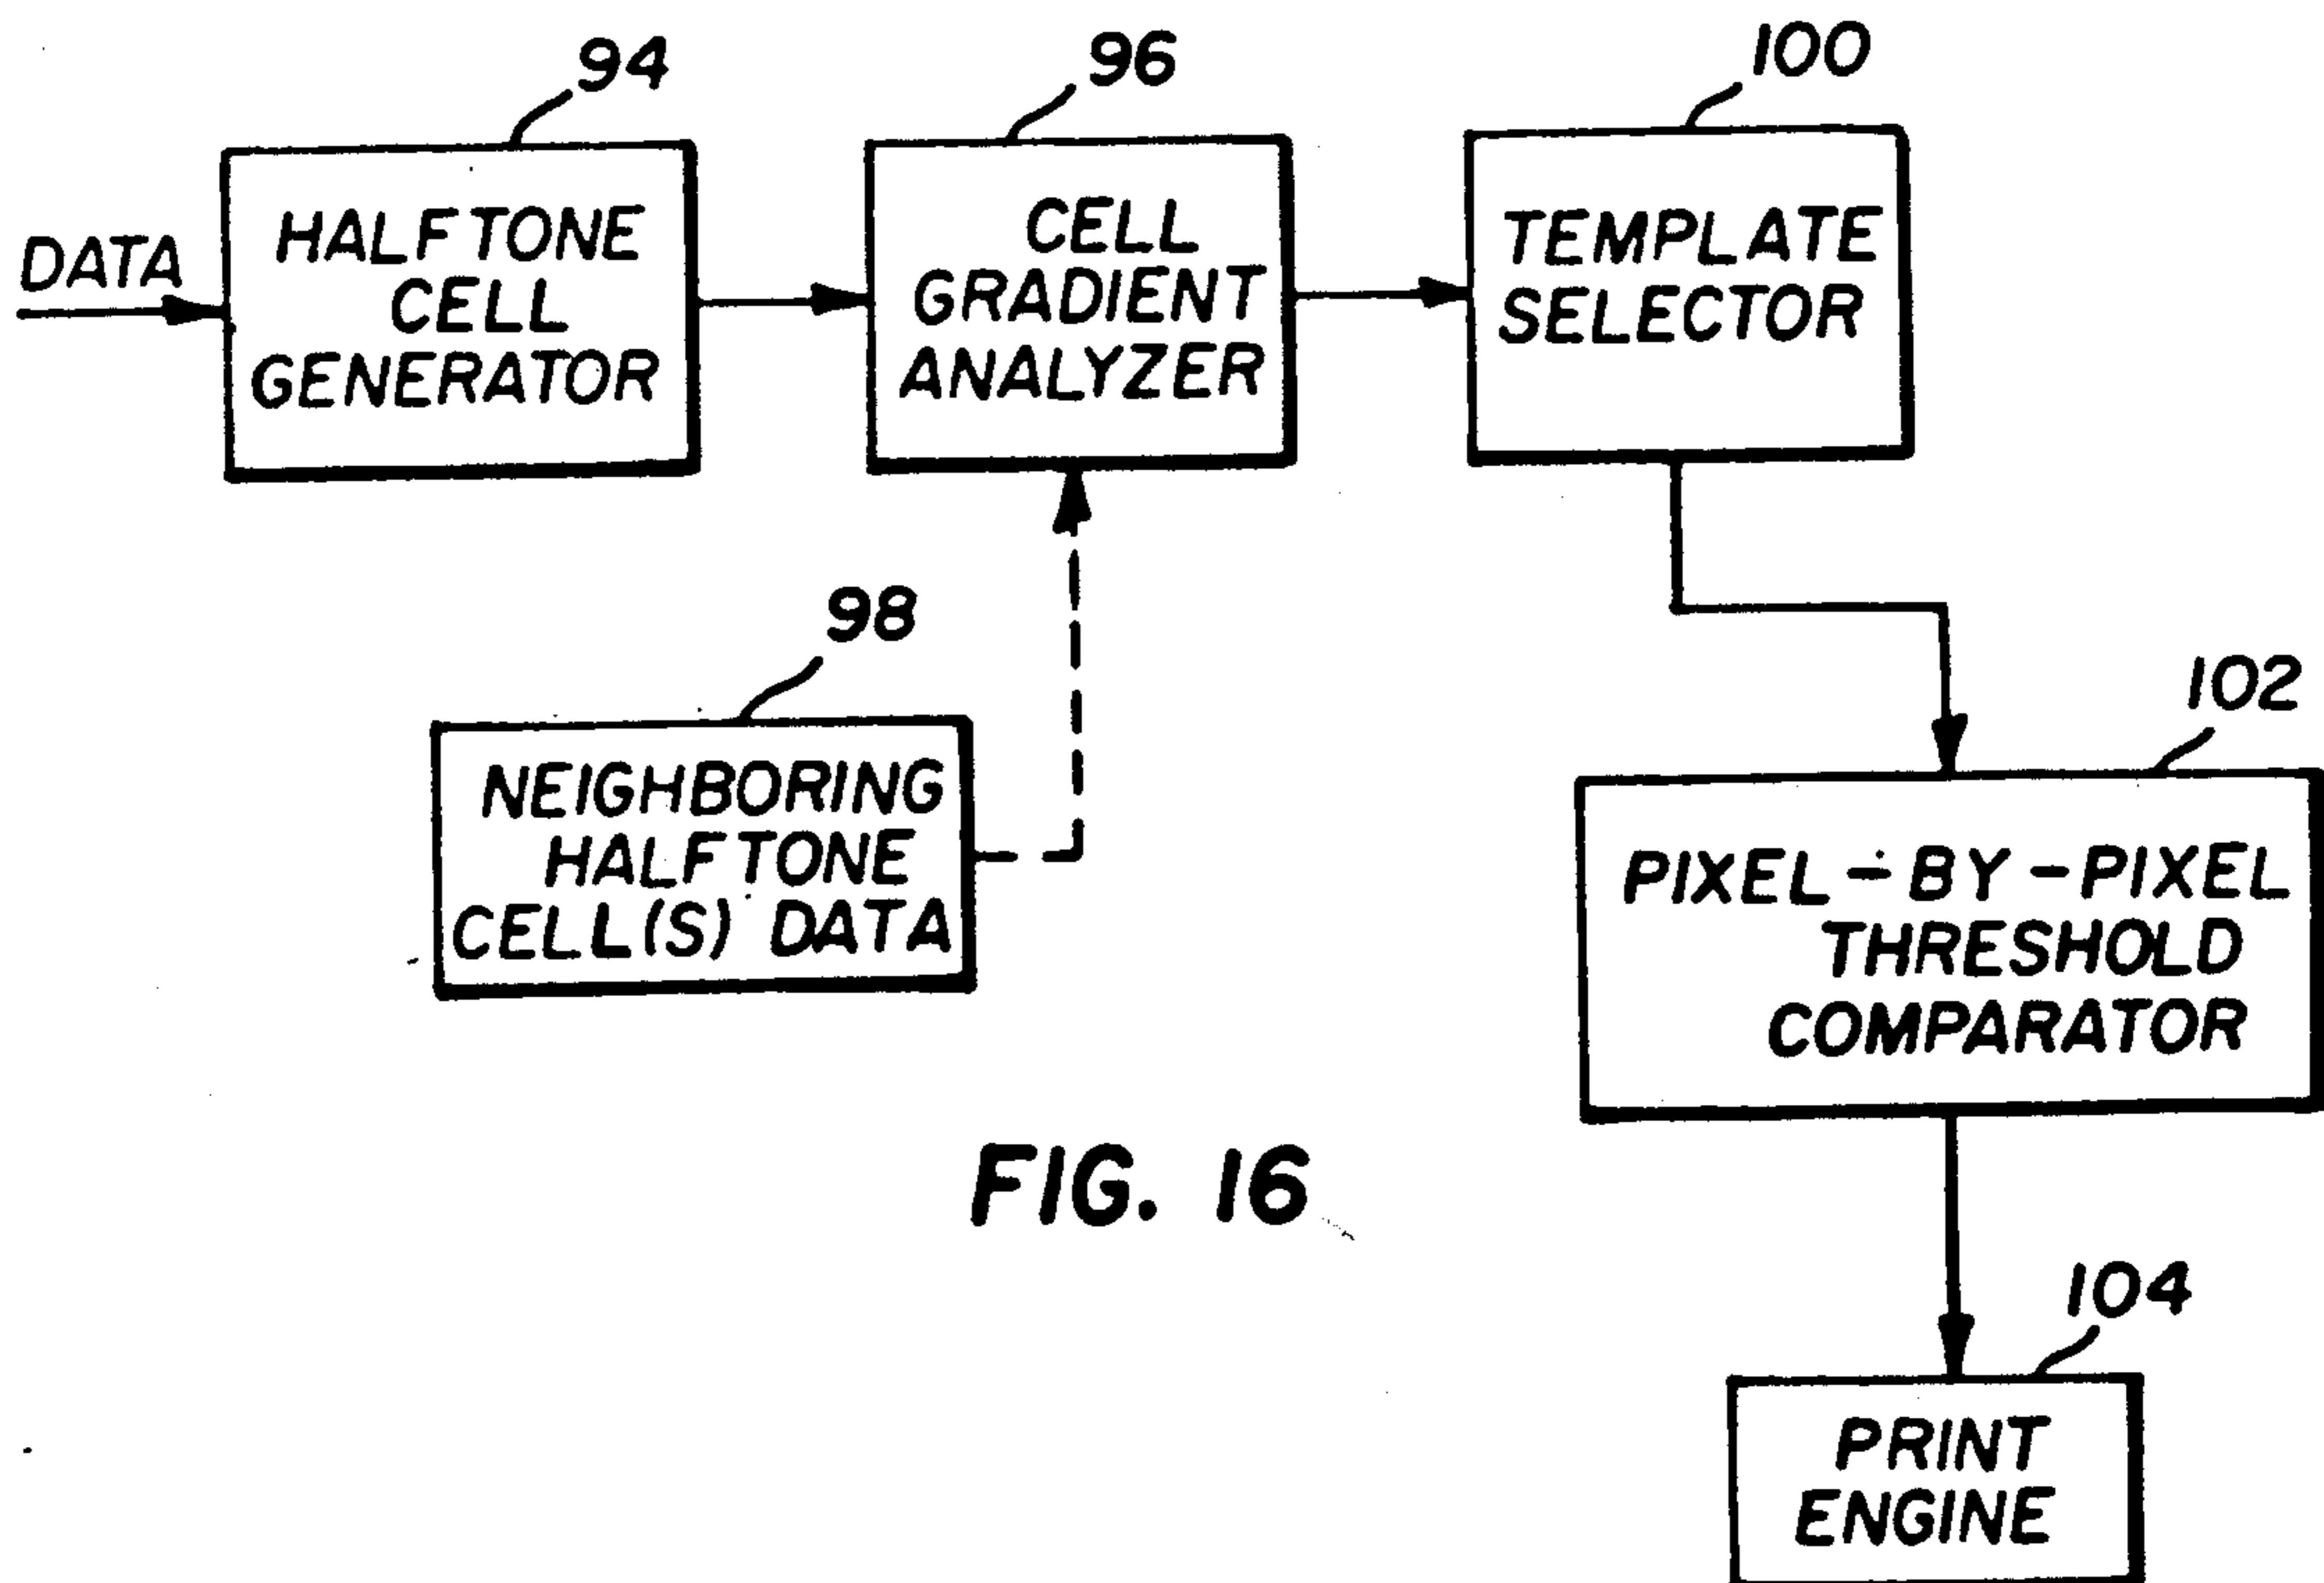 94
96
100
DATA
HALFTONE
CELL
GENERATOR
CELL
GRADIENT
ANALYZER
TEMPLATE
SELECTOR
98
NEIGHBORING
HALFTONE
CELL(S) DATA
102
PIXEL-BY-PIXEL
THRESHOLD
COMPARATOR
FIG. 16
104
PRINT
ENGINE